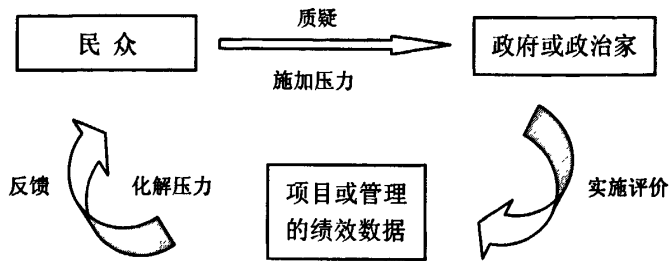 质疑
民众
政府或政治家
施加压力
反馈
化解压力
项目或管理
的绩效数据
实施评价